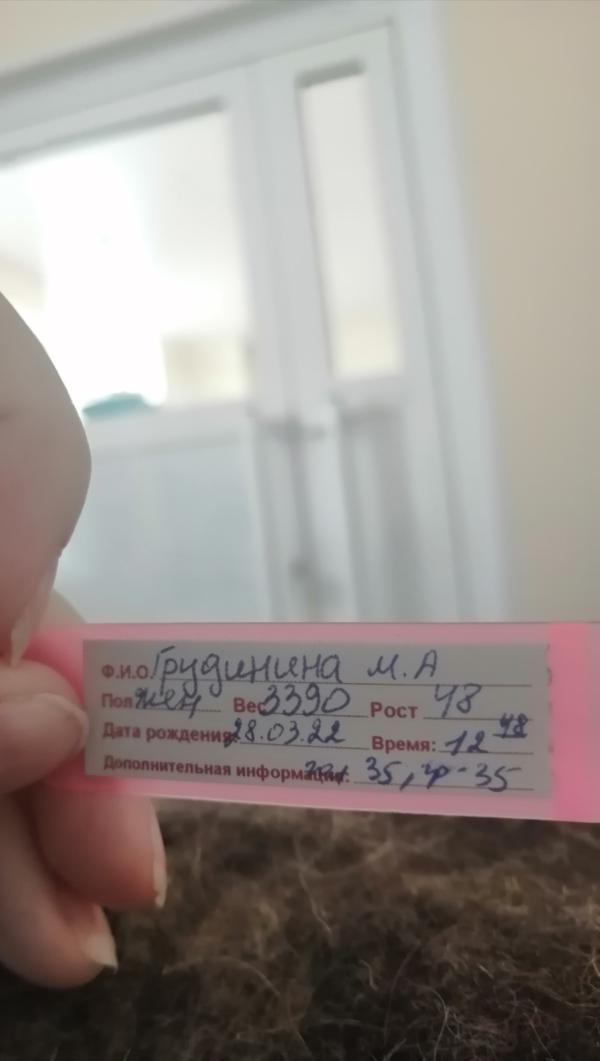 Ф.И.О. Грудинина М.А
Пол жен Вес 3390 Рост 48
Дата рождения 28.03.22 Время: 12 48
Дополнительная информация: 35, гр-35